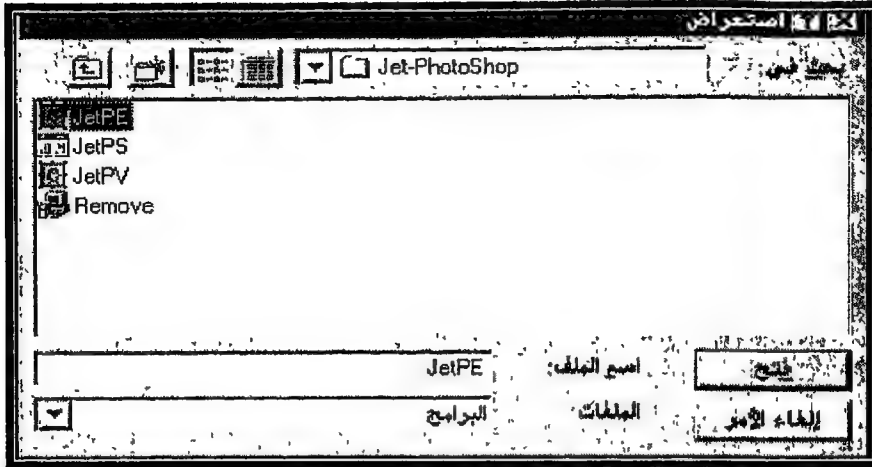 استعراض
بحث في
Jet-PhotoShop
JetPE
JetPS
JetPV
Remove
فتح
اسم الملف:
JetPE
إلغاء الأمر
الملفات
البرامج